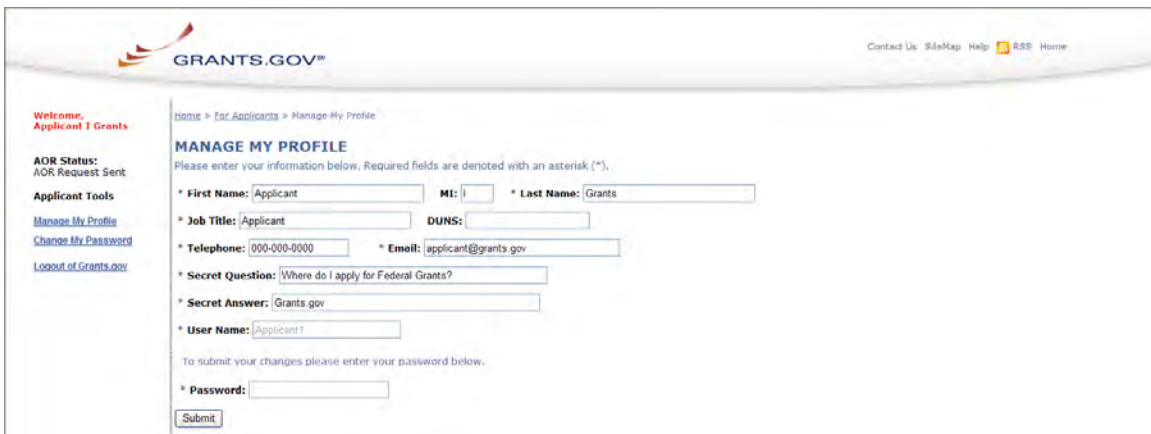 GRANTS.GOV℠
Contact Us SiteMap Help RSS Home
Welcome,
Applicant I Grants
AOR Status:
AOR Request Sent
Applicant Tools
Manage My Profile
Change My Password
Logout of Grants.gov
Home > For Applicants > Manage My Profile
MANAGE MY PROFILE
Please enter your information below. Required fields are denoted with an asterisk (*).
* First Name: Applicant MI: I * Last Name: Grants
* Job Title: Applicant DUNS:
* Telephone: 000-000-0000 * Email: applicant@grants.gov
* Secret Question: Where do I apply for Federal Grants?
* Secret Answer: Grants.gov
* User Name: Applicant1
To submit your changes please enter your password below.
* Password:
Submit